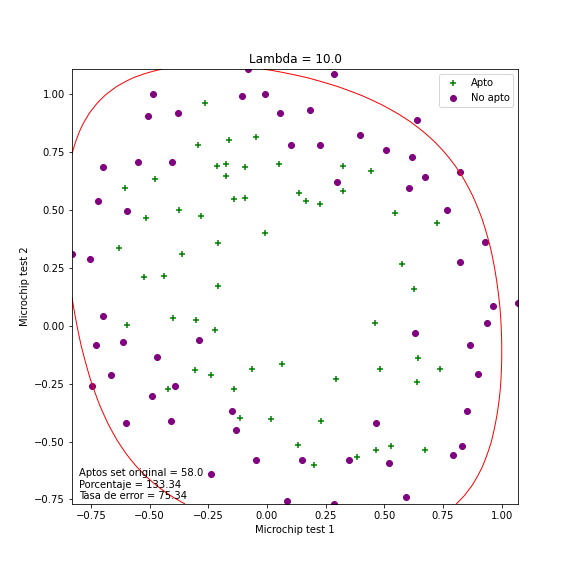 Lambda = 10.0
Apto
No apto
1.00
0.75
0.50
0.25
0.00
−0.25
−0.50
−0.75
Microchip test 2
Aptos set original = 58.0
Porcentaje = 133.34
Tasa de error = 75.34
−0.75
−0.50
−0.25
0.00
0.25
0.50
0.75
1.00
Microchip test 1